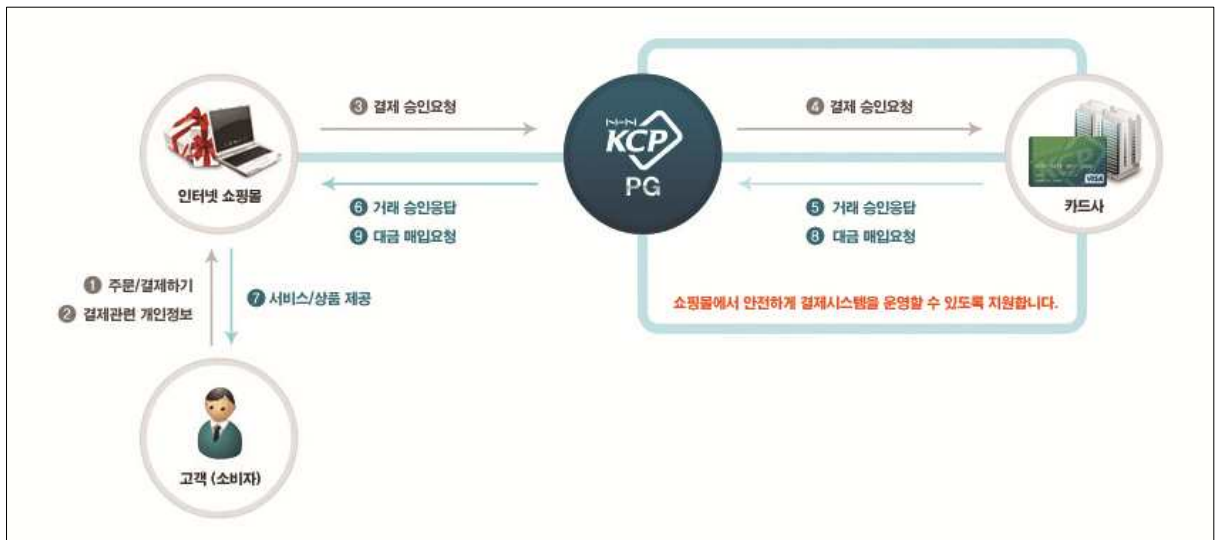 ③ 결제 승인요청
④ 결제 승인요청
NHN
KCP
PG
인터넷 쇼핑몰
KCP
VISA
카드사
⑥ 거래 승인응답
⑨ 대금 매입요청
⑤ 거래 승인응답
⑧ 대금 매입요청
① 주문/결제하기
② 결제관련 개인정보
⑦ 서비스/상품 제공
쇼핑몰에서 안전하게 결제시스템을 운영할 수 있도록 지원합니다.
고객 (소비자)